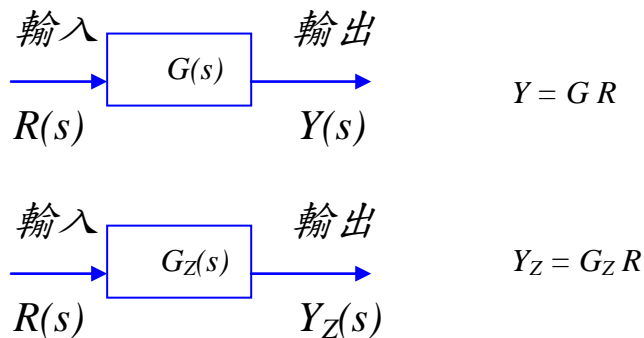 輸入 輸出
G(s)
R(s) Y(s)
Y = G R
輸入 輸出
G_Z(s)
R(s) Y_Z(s)
Y_Z = G_Z R